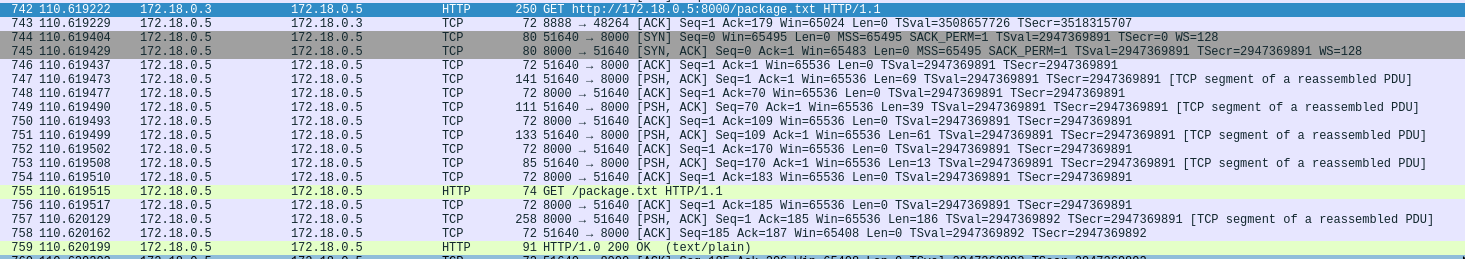 742 110.619222 172.18.0.3 172.18.0.5 HTTP 250 GET http://172.18.0.5:8000/package.txt HTTP/1.1
743 110.619229 172.18.0.5 172.18.0.3 TCP 72 8888 → 48264 [ACK] Seq=1 Ack=179 Win=65024 Len=0 TSval=3508657726 TSecr=3518315707
744 110.619404 172.18.0.5 172.18.0.5 TCP 80 51640 → 8000 [SYN] Seq=0 Win=65495 Len=0 MSS=65495 SACK_PERM=1 TSval=2947369891 TSecr=0 WS=128
745 110.619429 172.18.0.5 172.18.0.5 TCP 80 8000 → 51640 [SYN, ACK] Seq=0 Ack=1 Win=65483 Len=0 MSS=65495 SACK_PERM=1 TSval=2947369891 TSecr=2947369891 WS=128
746 110.619437 172.18.0.5 172.18.0.5 TCP 72 51640 → 8000 [ACK] Seq=1 Ack=1 Win=65536 Len=0 TSval=2947369891 TSecr=2947369891
747 110.619473 172.18.0.5 172.18.0.5 TCP 141 51640 → 8000 [PSH, ACK] Seq=1 Ack=1 Win=65536 Len=69 TSval=2947369891 TSecr=2947369891 [TCP segment of a reassembled PDU]
748 110.619477 172.18.0.5 172.18.0.5 TCP 72 8000 → 51640 [ACK] Seq=1 Ack=70 Win=65536 Len=0 TSval=2947369891 TSecr=2947369891
749 110.619490 172.18.0.5 172.18.0.5 TCP 111 51640 → 8000 [PSH, ACK] Seq=70 Ack=1 Win=65536 Len=39 TSval=2947369891 TSecr=2947369891 [TCP segment of a reassembled PDU]
750 110.619493 172.18.0.5 172.18.0.5 TCP 72 8000 → 51640 [ACK] Seq=1 Ack=109 Win=65536 Len=0 TSval=2947369891 TSecr=2947369891
751 110.619499 172.18.0.5 172.18.0.5 TCP 133 51640 → 8000 [PSH, ACK] Seq=109 Ack=1 Win=65536 Len=61 TSval=2947369891 TSecr=2947369891 [TCP segment of a reassembled PDU]
752 110.619502 172.18.0.5 172.18.0.5 TCP 72 8000 → 51640 [ACK] Seq=1 Ack=170 Win=65536 Len=0 TSval=2947369891 TSecr=2947369891
753 110.619508 172.18.0.5 172.18.0.5 TCP 85 51640 → 8000 [PSH, ACK] Seq=170 Ack=1 Win=65536 Len=13 TSval=2947369891 TSecr=2947369891 [TCP segment of a reassembled PDU]
754 110.619510 172.18.0.5 172.18.0.5 TCP 72 8000 → 51640 [ACK] Seq=1 Ack=183 Win=65536 Len=0 TSval=2947369891 TSecr=2947369891
755 110.619515 172.18.0.5 172.18.0.5 HTTP 74 GET /package.txt HTTP/1.1
756 110.619517 172.18.0.5 172.18.0.5 TCP 72 8000 → 51640 [ACK] Seq=1 Ack=185 Win=65536 Len=0 TSval=2947369891 TSecr=2947369891
757 110.620129 172.18.0.5 172.18.0.5 TCP 258 8000 → 51640 [PSH, ACK] Seq=1 Ack=185 Win=65536 Len=186 TSval=2947369892 TSecr=2947369891 [TCP segment of a reassembled PDU]
758 110.620162 172.18.0.5 172.18.0.5 TCP 72 51640 → 8000 [ACK] Seq=185 Ack=187 Win=65408 Len=0 TSval=2947369892 TSecr=2947369892
759 110.620199 172.18.0.5 172.18.0.5 HTTP 91 HTTP/1.0 200 OK (text/plain)